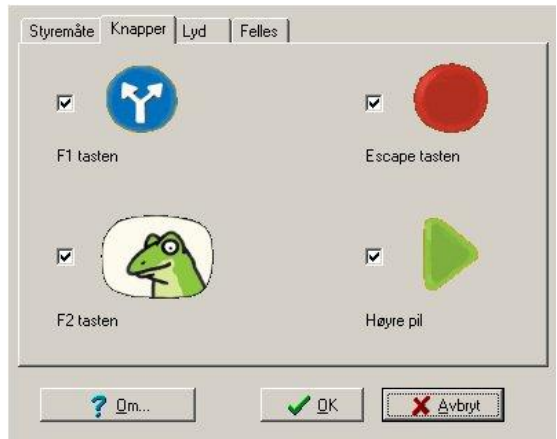 Styremåte Knapper Lyd Felles
F1 tasten Escape tasten
F2 tasten Høyre pil
? Om... OK Avbryt